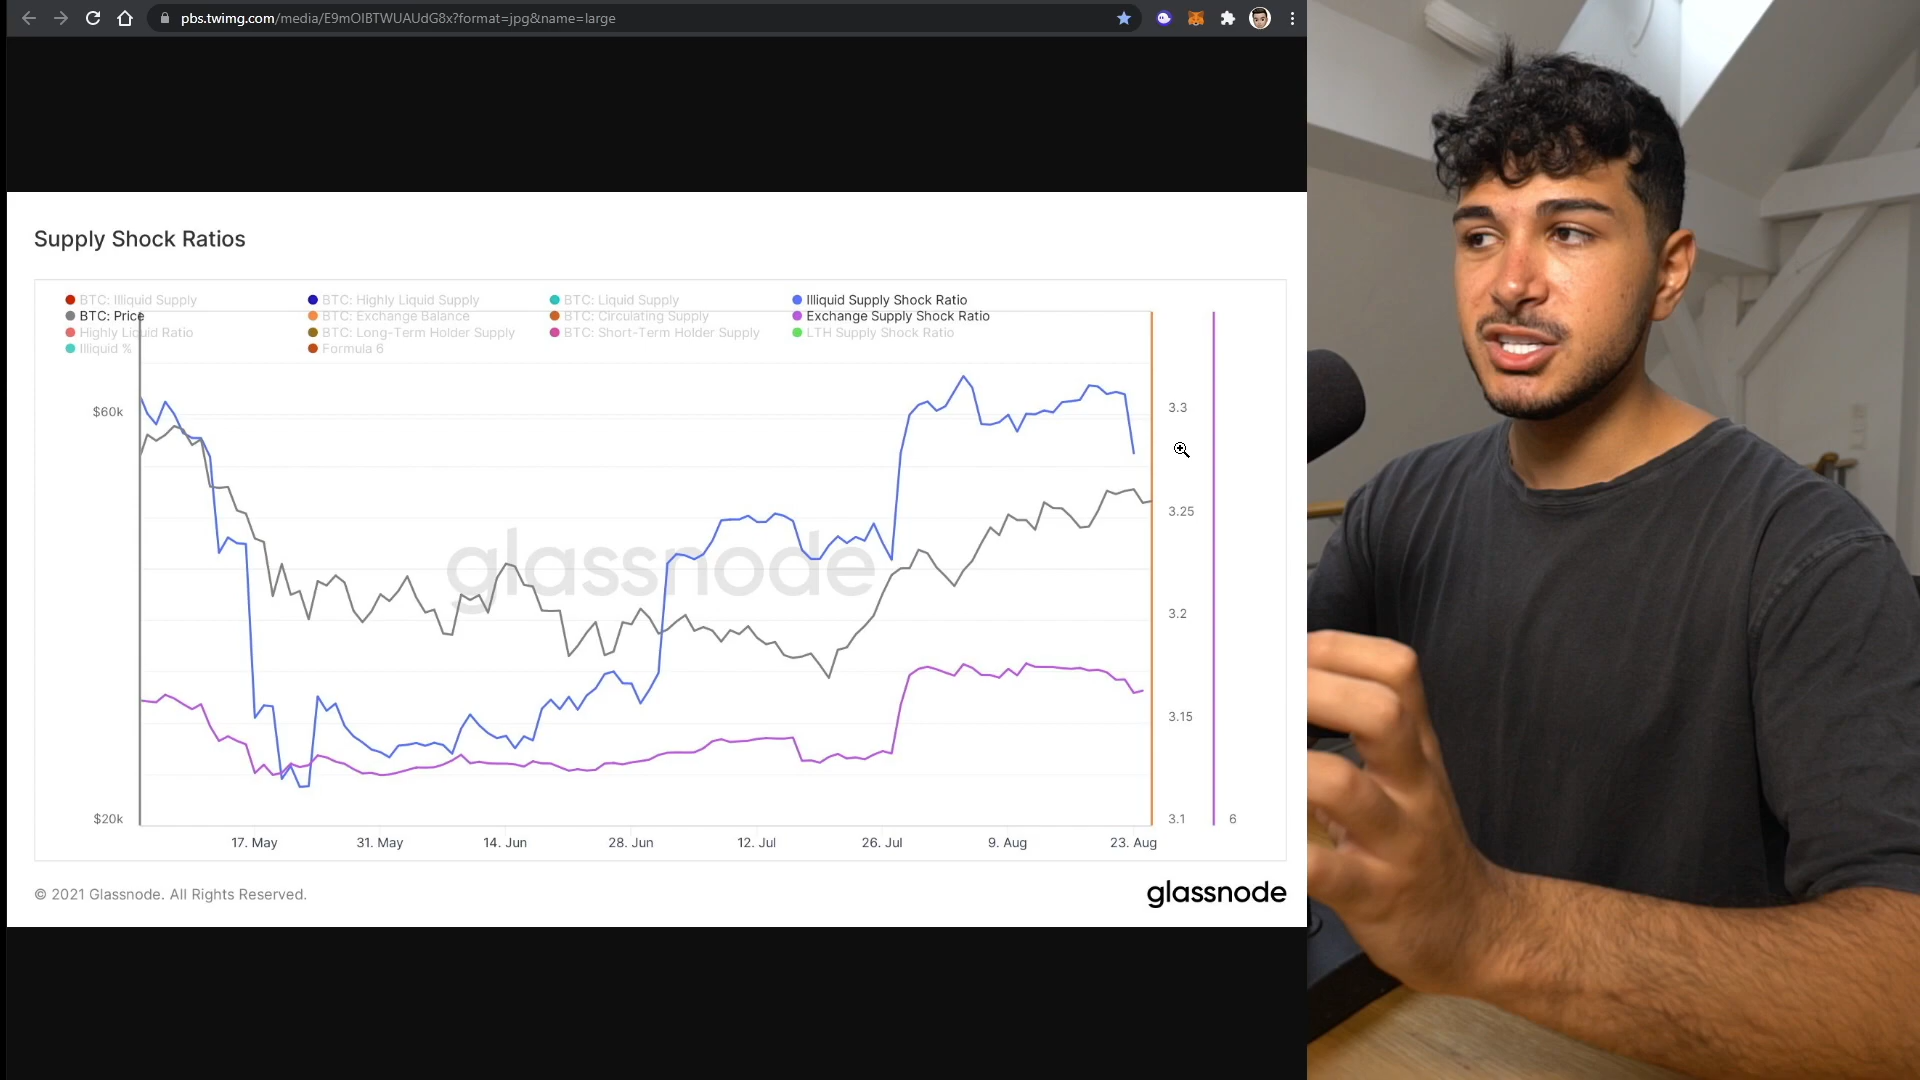 pbs.twimg.com/media/E9mOIBTWUAUdG8x?format=jpg&name=large
Supply Shock Ratios
BTC: Illiquid Supply BTC: Highly Liquid Supply BTC: Liquid Supply Illiquid Supply Shock Ratio
BTC: Price BTC: Exchange Balance BTC: Circulating Supply Exchange Supply Shock Ratio
Highly Liquid Ratio BTC: Long-Term Holder Supply BTC: Short-Term Holder Supply LTH Supply Shock Ratio
Illiquid % Formula 6
$60k
3.3
3.25
glassnode
3.2
3.15
$20k
3.1 6
17. May 31. May 14. Jun 28. Jun 12. Jul 26. Jul 9. Aug 23. Aug
© 2021 Glassnode. All Rights Reserved.
glassnode